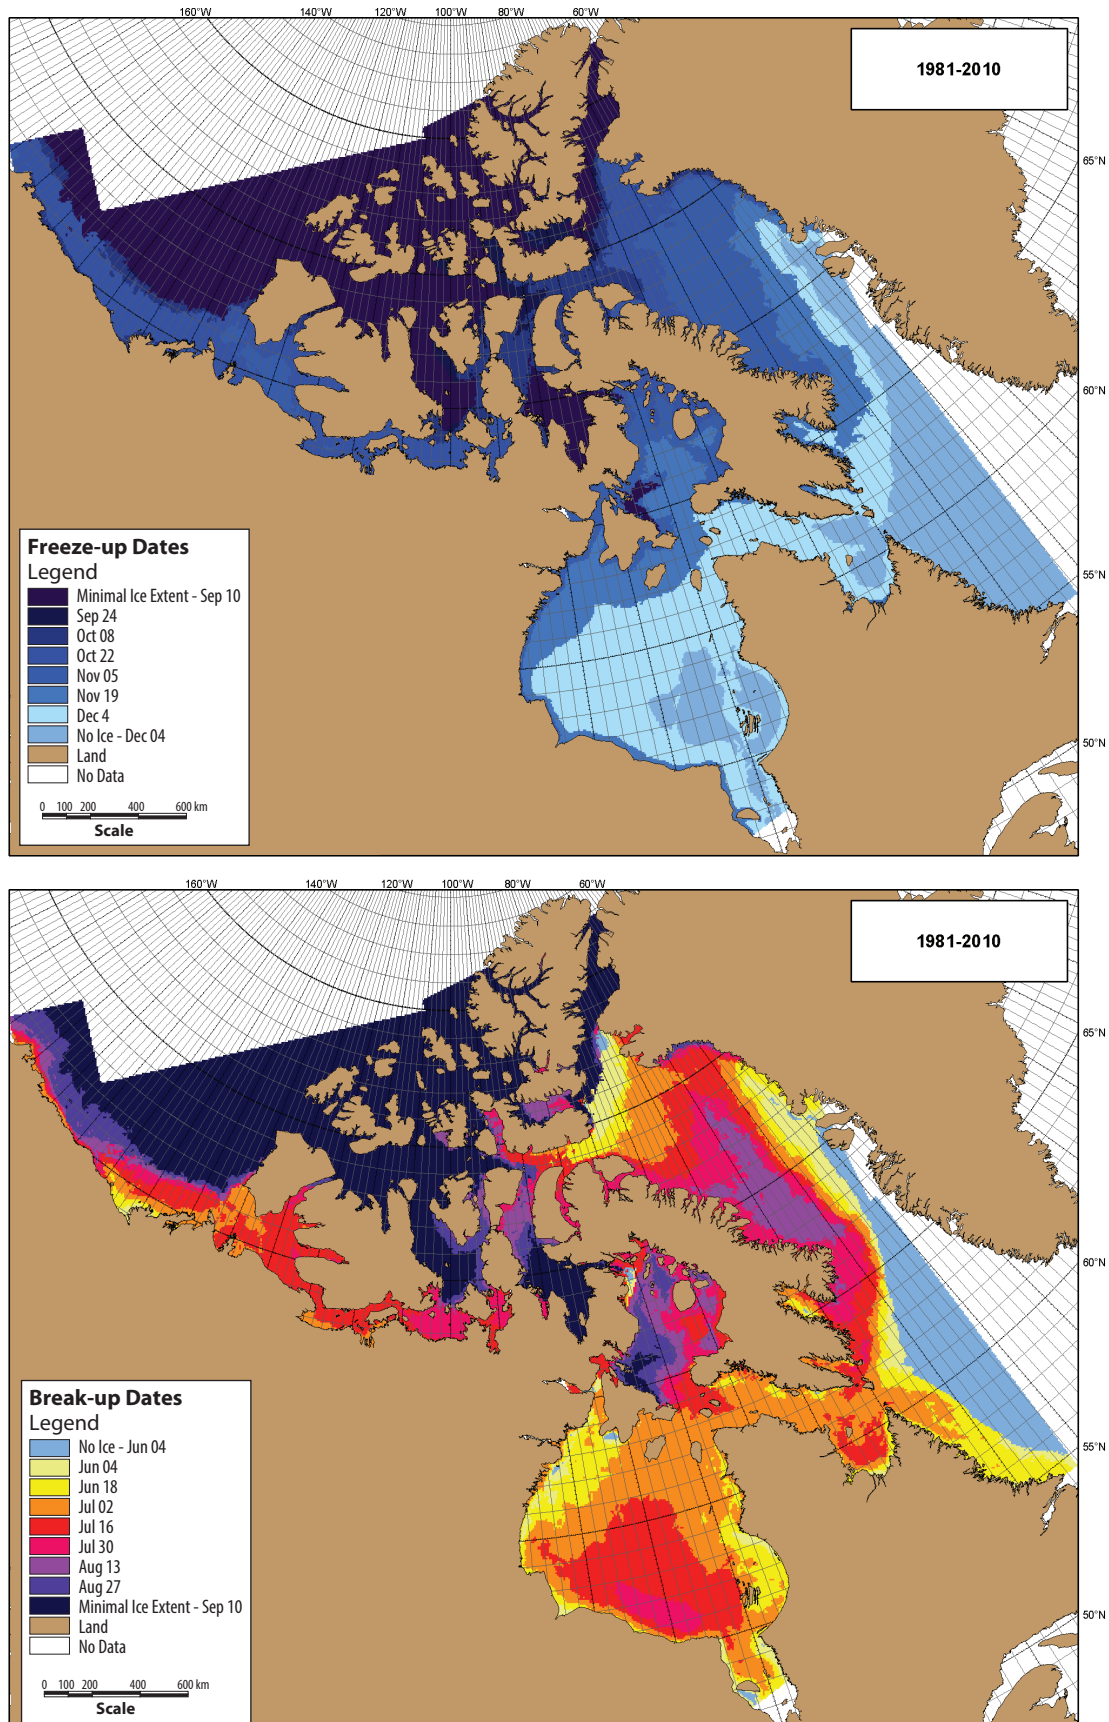 160°W 140°W 120°W 100°W 80°W 60°W
1981-2010
65°N
60°N
55°N
50°N
Freeze-up Dates
Legend
Minimal Ice Extent - Sep 10
Sep 24
Oct 08
Oct 22
Nov 05
Nov 19
Dec 4
No Ice - Dec 04
Land
No Data
0 100 200 400 600 km
Scale
160°W 140°W 120°W 100°W 80°W 60°W
1981-2010
65°N
60°N
55°N
50°N
Break-up Dates
Legend
No Ice - Jun 04
Jun 04
Jun 18
Jul 02
Jul 16
Jul 30
Aug 13
Aug 27
Minimal Ice Extent - Sep 10
Land
No Data
0 100 200 400 600 km
Scale